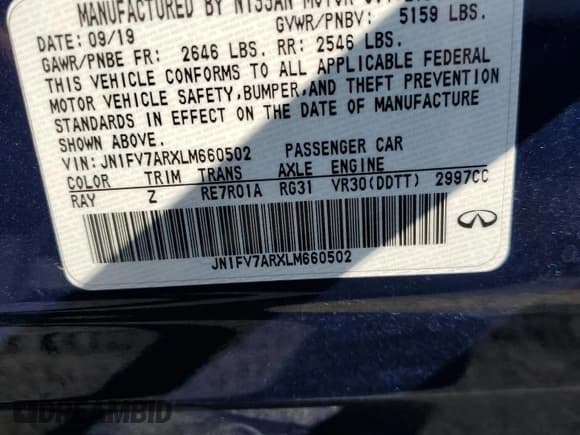 MANUFACTURED BY NISSAN MOTOR
DATE: 09/19 GVWR/PNBV: 5159 LBS.
GAWR/PNBE FR: 2646 LBS. RR: 2546 LBS.
THIS VEHICLE CONFORMS TO ALL APPLICABLE FEDERAL
MOTOR VEHICLE SAFETY,BUMPER,AND THEFT PREVENTION
STANDARDS IN EFFECT ON THE DATE OF MANUFACTURE
SHOWN ABOVE.
VIN: JN1FV7ARXLM660502 PASSENGER CAR
COLOR TRIM TRANS AXLE ENGINE
RAY Z RE7R01A RG31 VR30(DDTT) 2997CC
JN1FV7ARXLM660502
DREAMBID